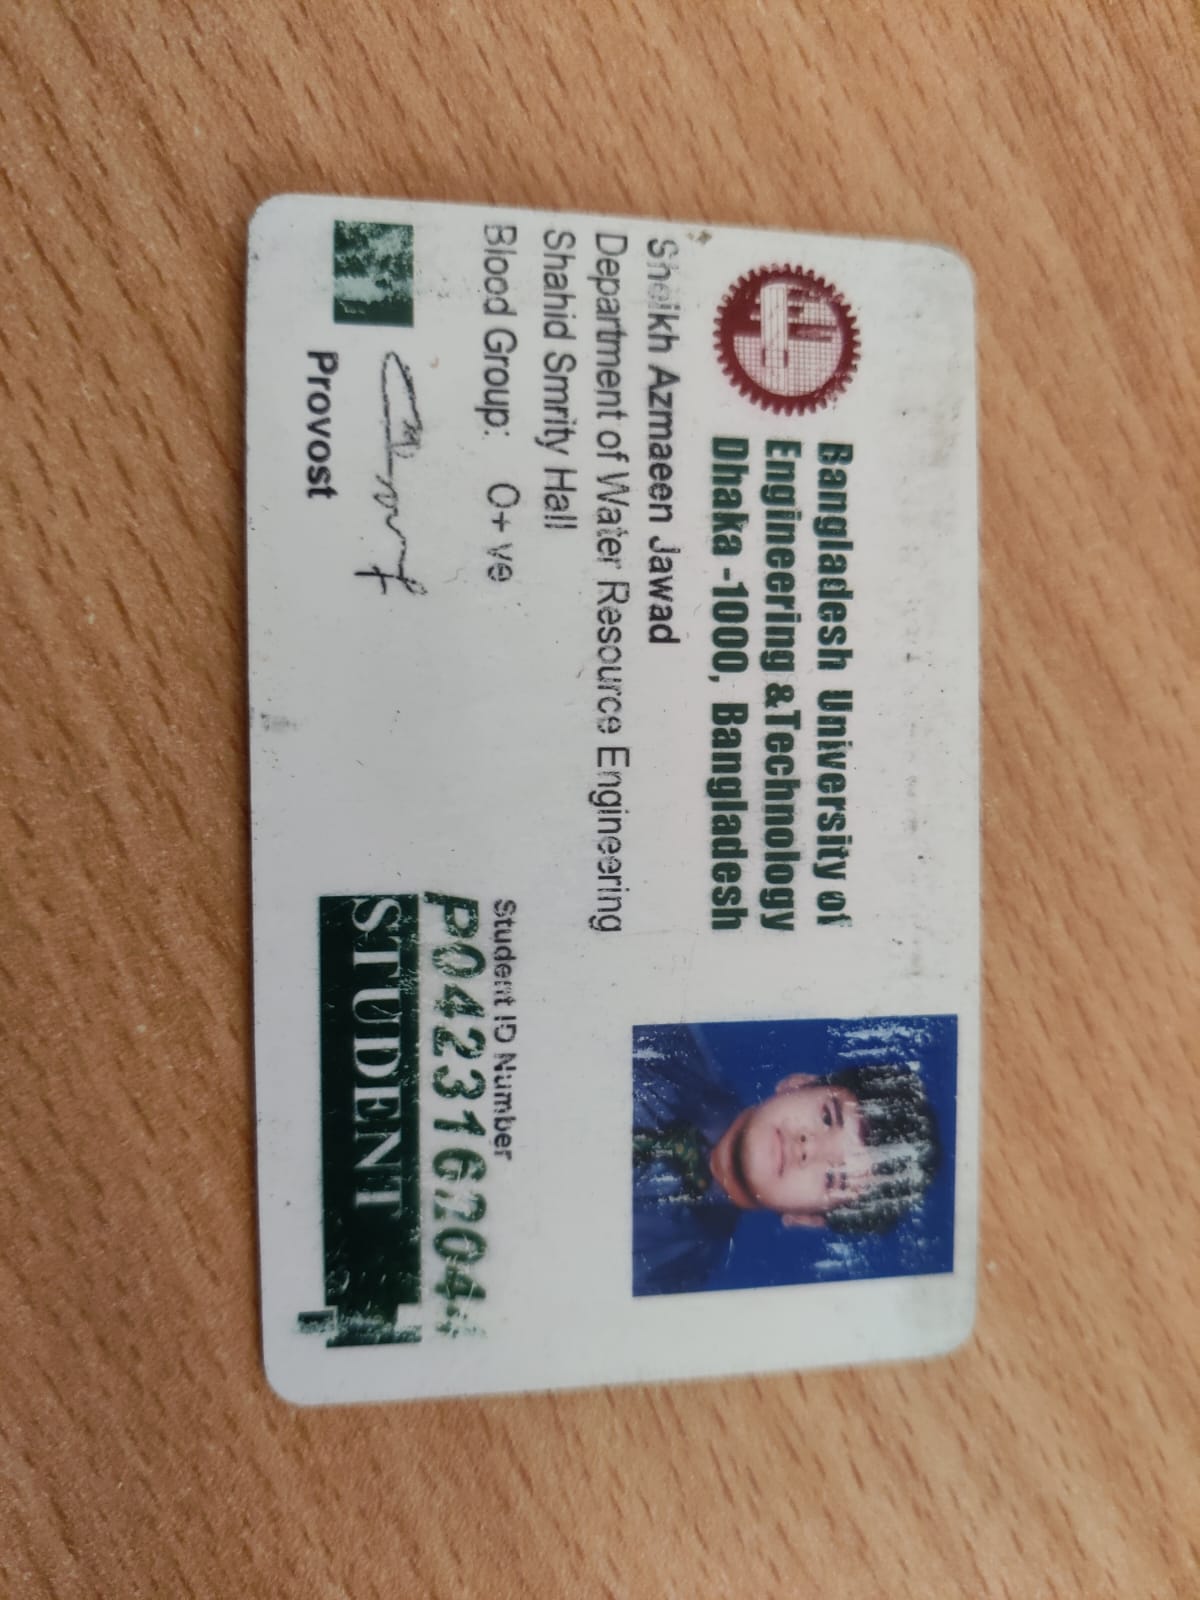 Bangladesh University of
Engineering &Technology
Dhaka -1000, Bangladesh
Sheikh Azmaeen Jawad
Department of Water Resource Engineering
Shahid Smrity Hall
Blood Group: O+ ve
Student ID Number
P0423162044
STUDENT
Provost